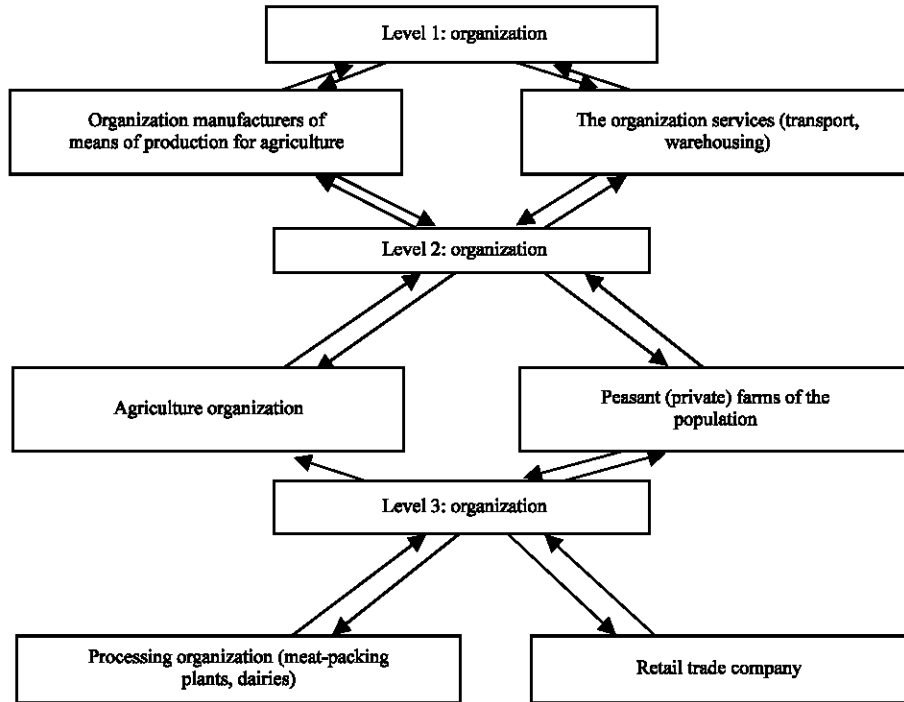 Level 1: organization
Organization manufacturers of
means of production for agriculture
The organization services (transport,
warehousing)
Level 2: organization
Agriculture organization
Peasant (private) farms of the
population
Level 3: organization
Processing organization (meat-packing
plants, dairies)
Retail trade company